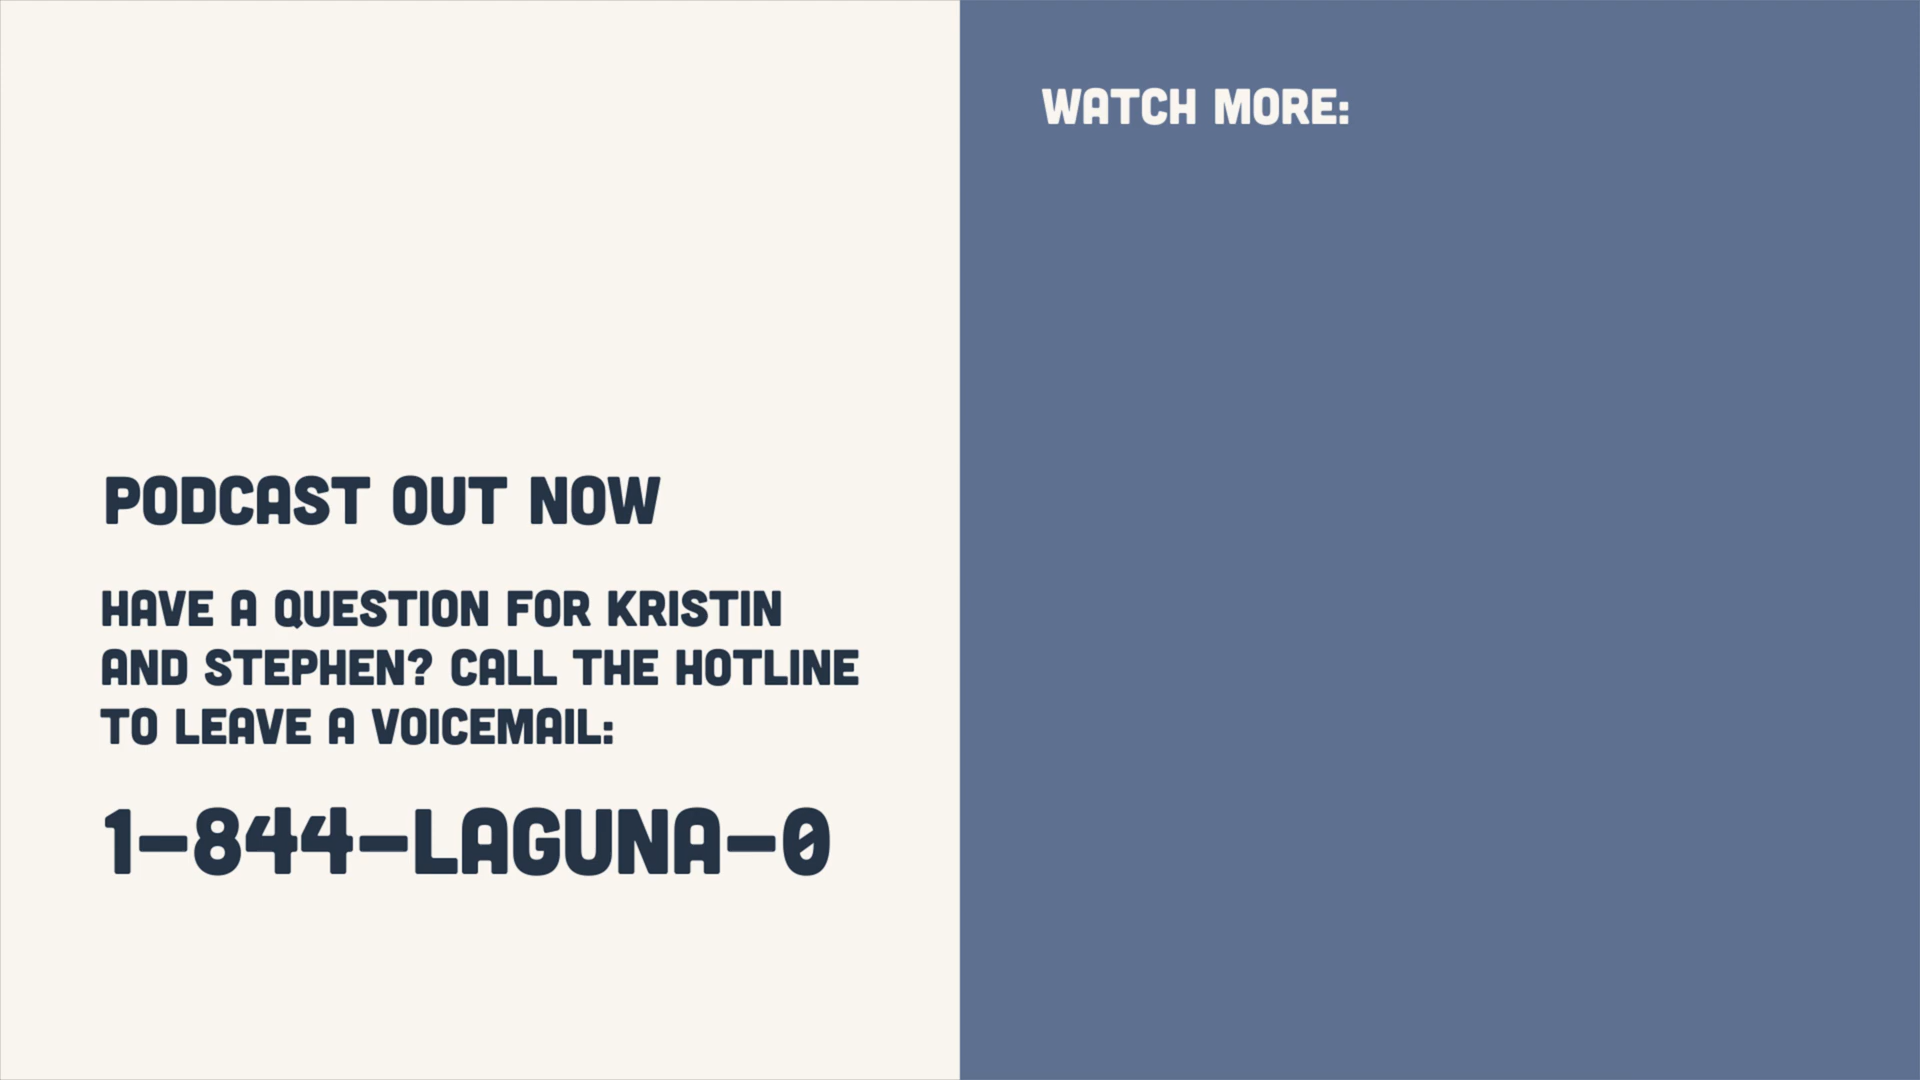 PODCAST OUT NOW
HAVE A QUESTION FOR KRISTIN
AND STEPHEN? CALL THE HOTLINE
TO LEAVE A VOICEMAIL:
1-844-LAGUNA-0
WATCH MORE: